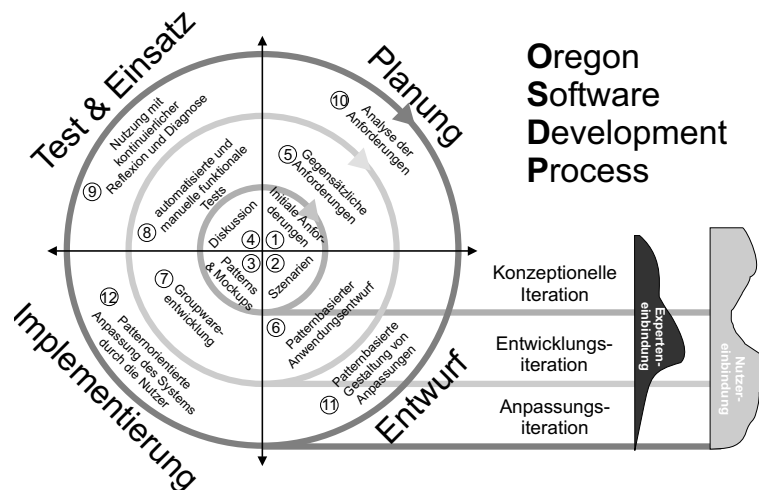 Test & Einsatz
Planung
Implementierung
Entwurf
Oregon
Software
Development
Process
1
Initiale Anfor-
derungen
2
Szenarien
3
Patterns
& Mockups
4
Diskussion
5
Gegensätzliche
Anforderungen
6
Patternbasierter
Anwendungsentwurf
7
Groupware-
entwicklung
8
automatisierte und
manuelle funktionale
Tests
9
Nutzung mit
kontinuierlicher
Reflexion und Diagnose
10
Analyse der
Anforderungen
11
Patternbasierte
Gestaltung von
Anpassungen
12
Patternorientierte
Anpassung des Systems
durch die Nutzer
Konzeptionelle
Iteration
Entwicklungs-
iteration
Anpassungs-
iteration
Experten-
einbindung
Nutzer-
einbindung